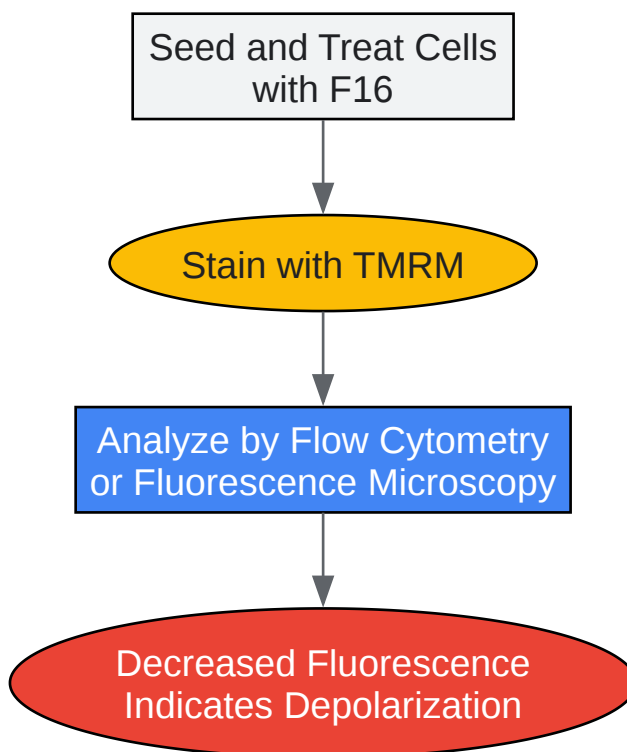 Seed and Treat Cells
with F16
Stain with TMRM
Analyze by Flow Cytometry
or Fluorescence Microscopy
Decreased Fluorescence
Indicates Depolarization